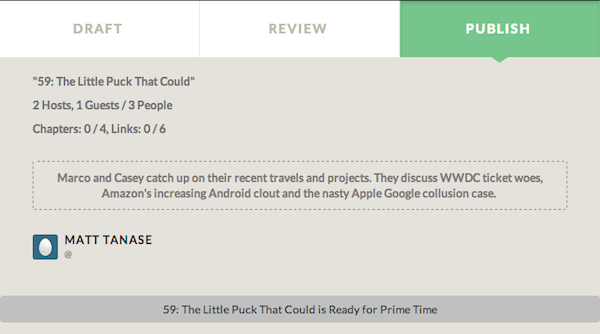 DRAFT
REVIEW
PUBLISH
"59: The Little Puck That Could"
2 Hosts, 1 Guests / 3 People
Chapters: 0 / 4, Links: 0 / 6
Marco and Casey catch up on their recent travels and projects. They discuss WWDC ticket woes,
Amazon's increasing Android clout and the nasty Apple Google collusion case.
MATT TANASE
@
59: The Little Puck That Could is Ready for Prime Time